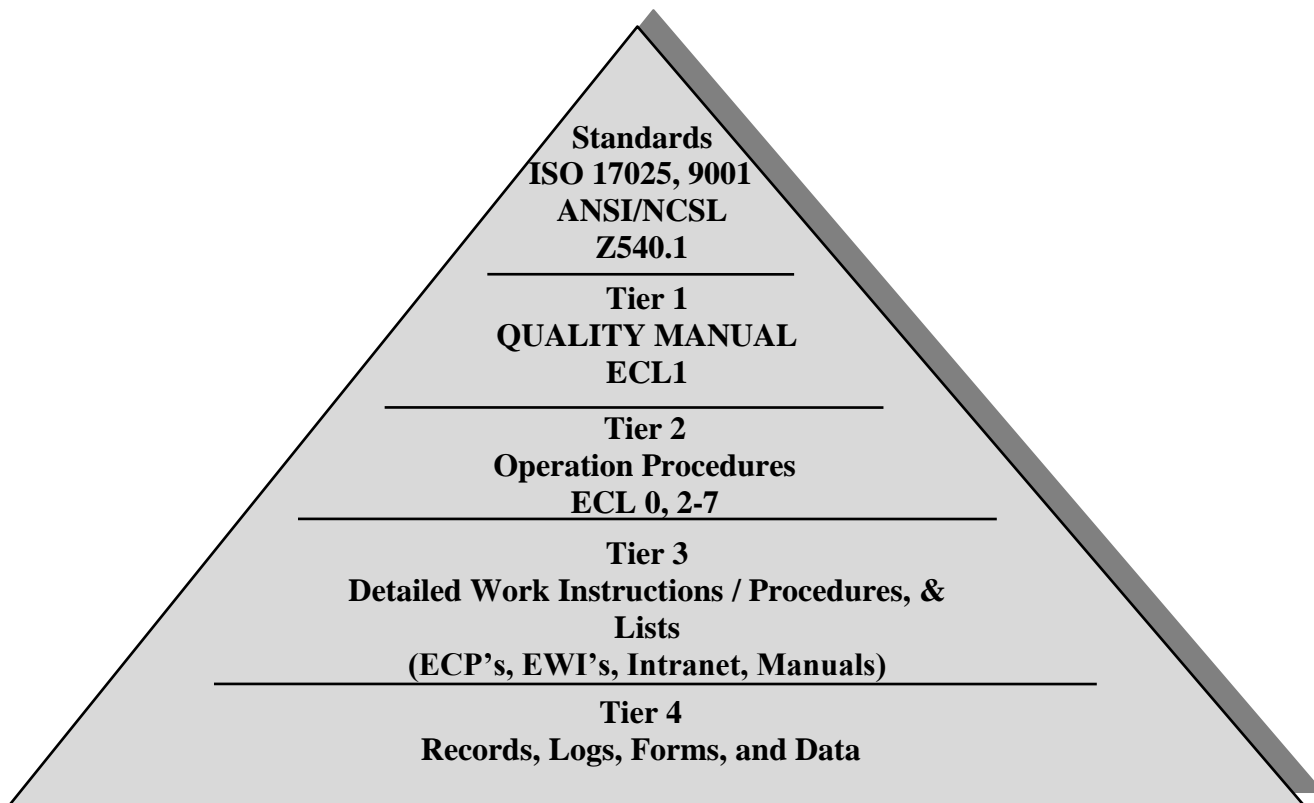 Standards
ISO 17025, 9001
ANSI/NCSL
Z540.1
Tier 1
QUALITY MANUAL
ECL1
Tier 2
Operation Procedures
ECL 0, 2-7
Tier 3
Detailed Work Instructions / Procedures, &
Lists
(ECP’s, EWI’s, Intranet, Manuals)
Tier 4
Records, Logs, Forms, and Data